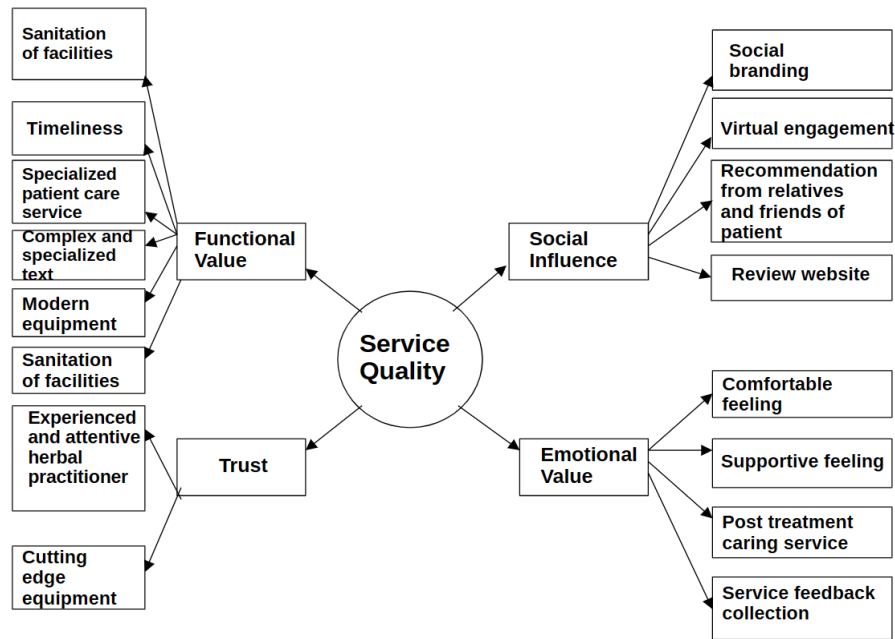 Sanitation
of facilities
Timeliness
Specialized
patient care
service
Complex and
specialized
text
Modern
equipment
Sanitation
of facilities
Experienced
and attentive
herbal
practitioner
Cutting
edge
equipment
Functional
Value
Trust
Service
Quality
Social
Influence
Emotional
Value
Social
branding
Virtual engagement
Recommendation
from relatives
and friends of
patient
Review website
Comfortable
feeling
Supportive feeling
Post treatment
caring service
Service feedback
collection